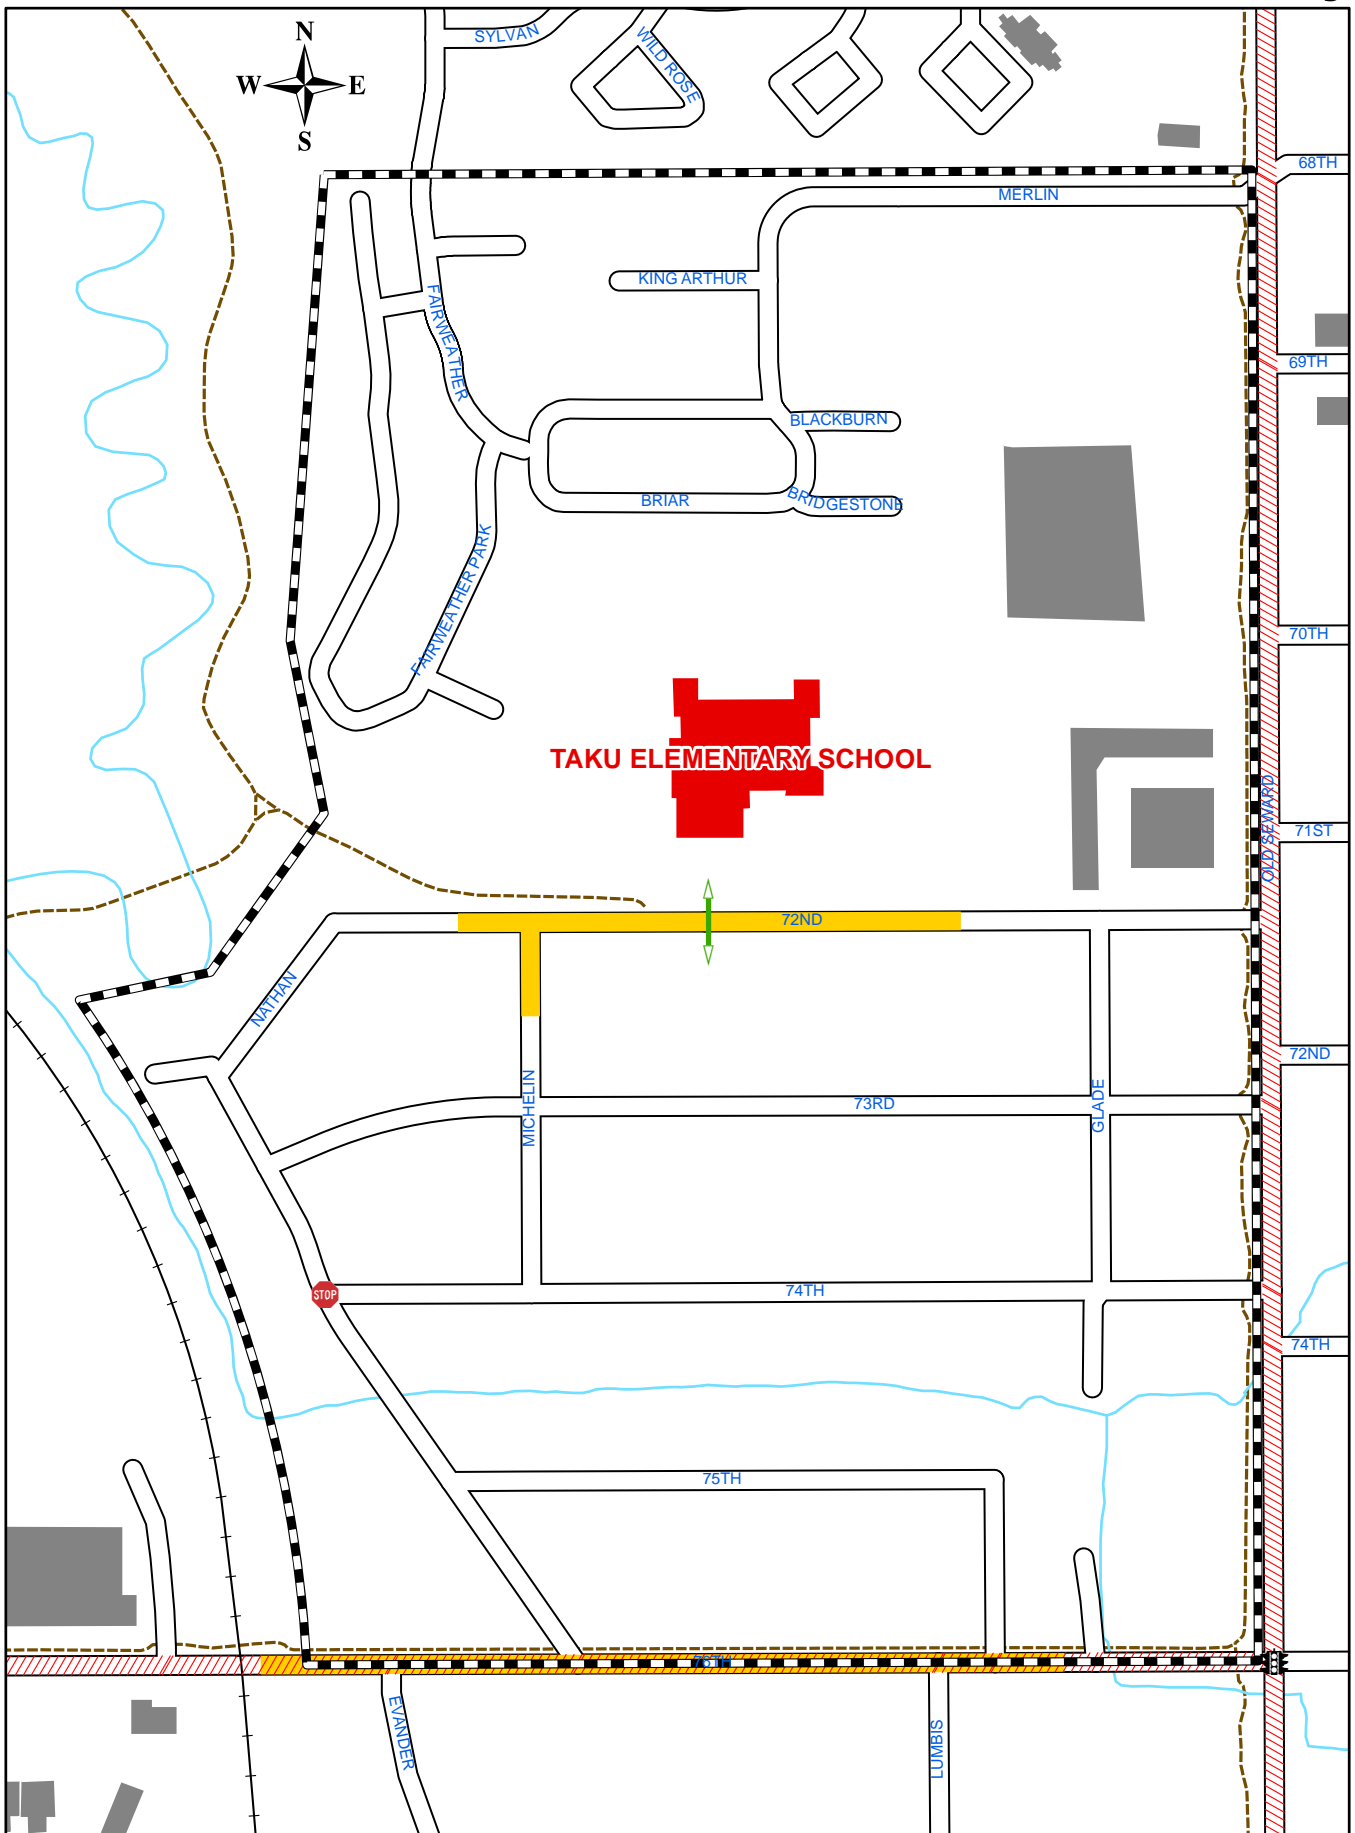 SYLVAN
WILD ROSE
N
W
E
S
68TH
MERLIN
KING ARTHUR
FAIRWEATHER
69TH
BLACKBURN
BRIAR
BRIDGESTONE
FAIRWEATHER PARK
70TH
TAKU ELEMENTARY SCHOOL
OLD SEWARD
71ST
72ND
NATHAN
72ND
MICHELIN
73RD
GLADE
STOP
74TH
74TH
75TH
76TH
EVANDER
LUMBIS